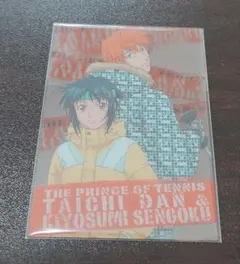 THE PRINCE OF TENNIS
TAICHI DAN &
KIYOSUMI SENGOKU